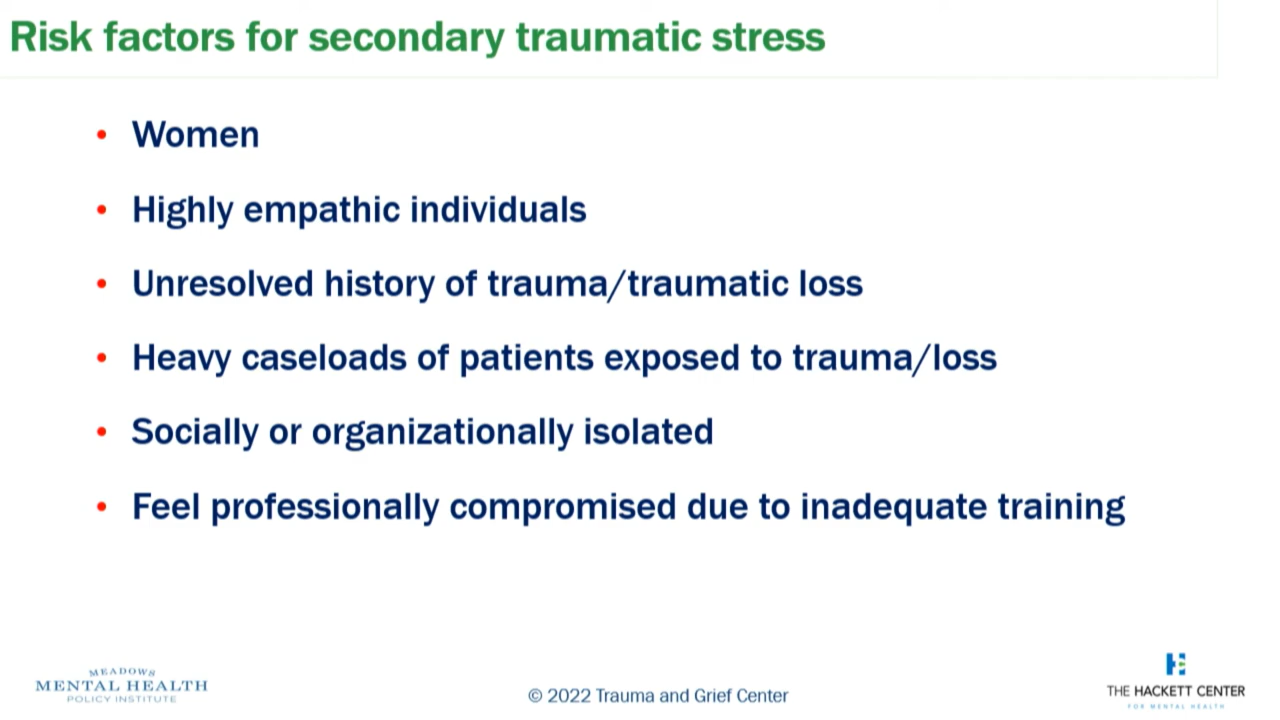 Risk factors for secondary traumatic stress
• Women
• Highly empathic individuals
• Unresolved history of trauma/traumatic loss
• Heavy caseloads of patients exposed to trauma/loss
• Socially or organizationally isolated
• Feel professionally compromised due to inadequate training
MEADOWS
MENTAL HEALTH
POLICY INSTITUTE
© 2022 Trauma and Grief Center
THE HACKETT CENTER
FOR MENTAL HEALTH